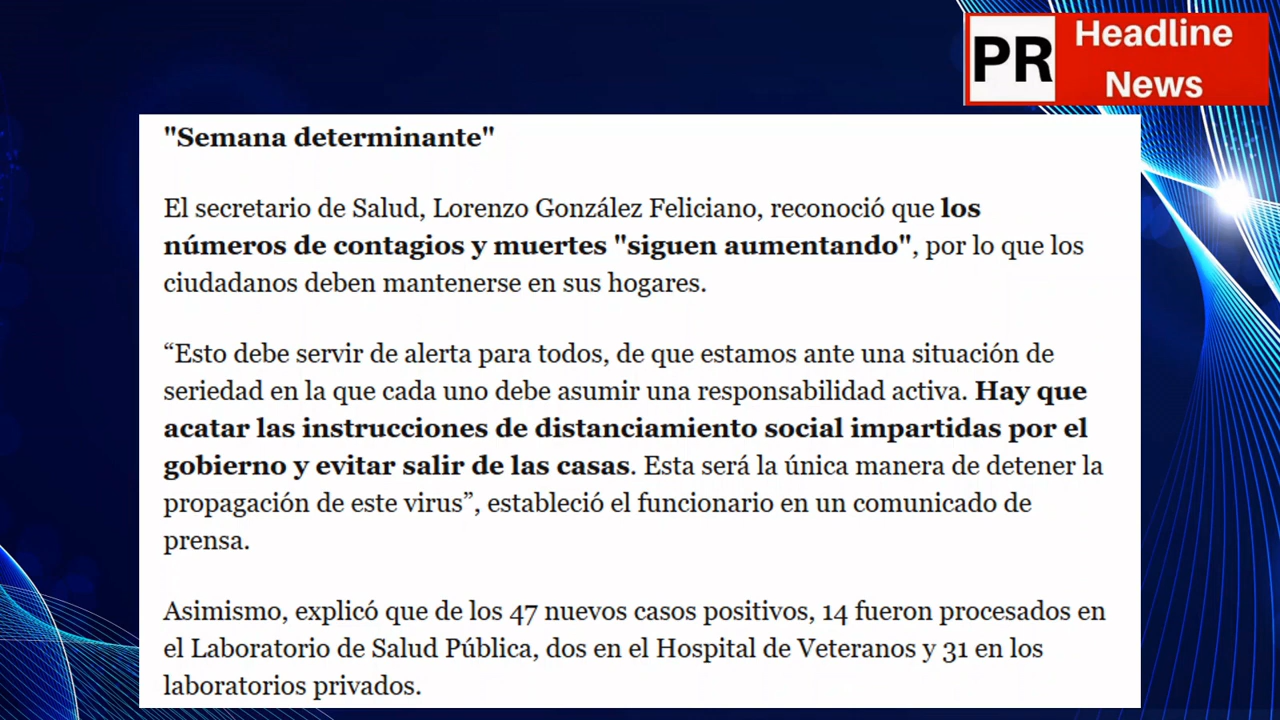 PR
Headline
News
"Semana determinante"
El secretario de Salud, Lorenzo González Feliciano, reconoció que los
números de contagios y muertes "siguen aumentando", por lo que los
ciudadanos deben mantenerse en sus hogares.
“Esto debe servir de alerta para todos, de que estamos ante una situación de
seriedad en la que cada uno debe asumir una responsabilidad activa. Hay que
acatar las instrucciones de distanciamiento social impartidas por el
gobierno y evitar salir de las casas. Esta será la única manera de detener la
propagación de este virus”, estableció el funcionario en un comunicado de
prensa.
Asimismo, explicó que de los 47 nuevos casos positivos, 14 fueron procesados en
el Laboratorio de Salud Pública, dos en el Hospital de Veteranos y 31 en los
laboratorios privados.